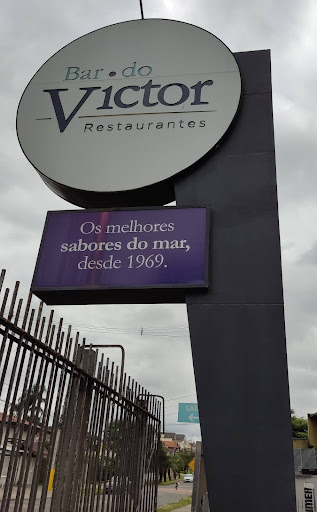 Bar • do
Victor
Restaurantes
Os melhores
sabores do mar,
desde 1969.